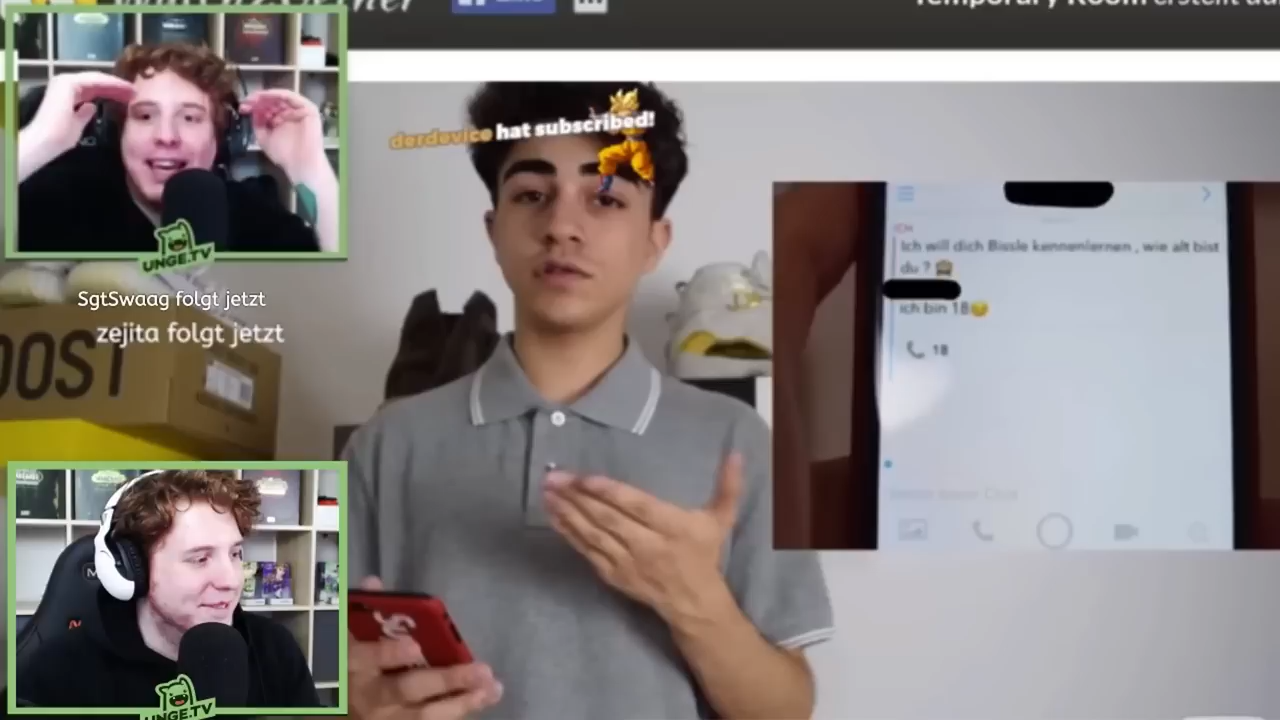 Temporary Room erstellt
derdevice hat subscribed!
UNGE.TV
SgtSwaag folgt jetzt
zejita folgt jetzt
OOST
ICH
Ich will dich Bissle kennenlernen , wie alt bist
du ?
ich bin 18
18
UNGE.TV